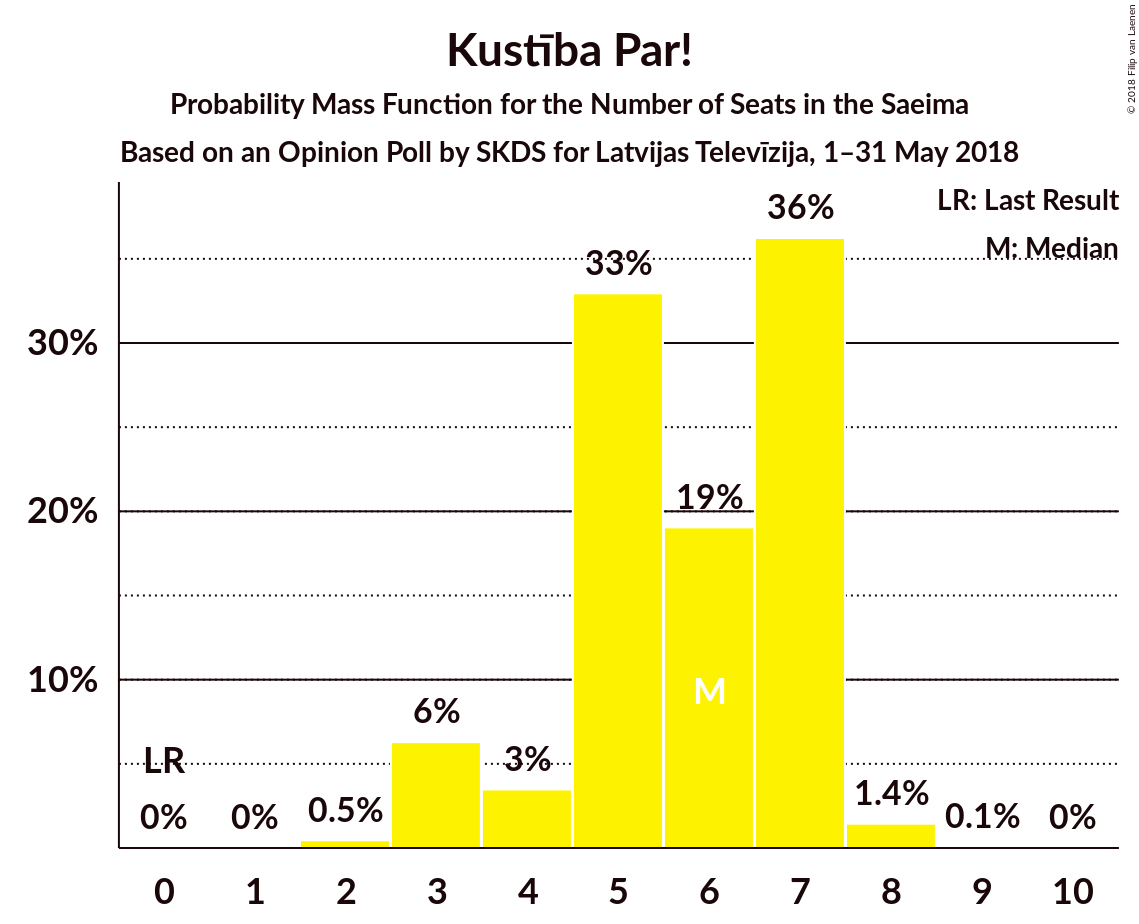 Kustība Par!
Probability Mass Function for the Number of Seats in the Saeima
Based on an Opinion Poll by SKDS for Latvijas Televīzija, 1–31 May 2018
© 2018 Filip van Laenen
LR: Last Result
M: Median
36%
33%
30%
19%
20%
M
10%
6%
LR
3%
0%
0%
0.5%
1.4%
0.1%
0%
0 1 2 3 4 5 6 7 8 9 10